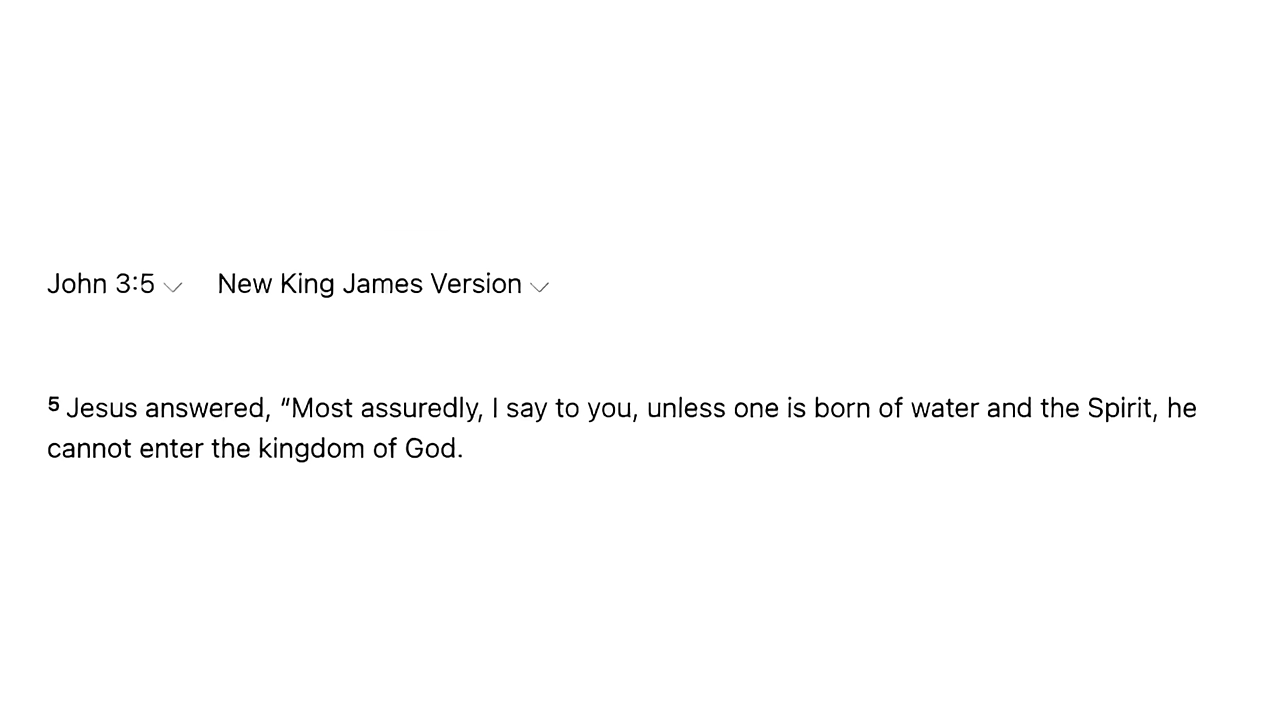 John 3:5 New King James Version
5 Jesus answered, “Most assuredly, I say to you, unless one is born of water and the Spirit, he
cannot enter the kingdom of God.